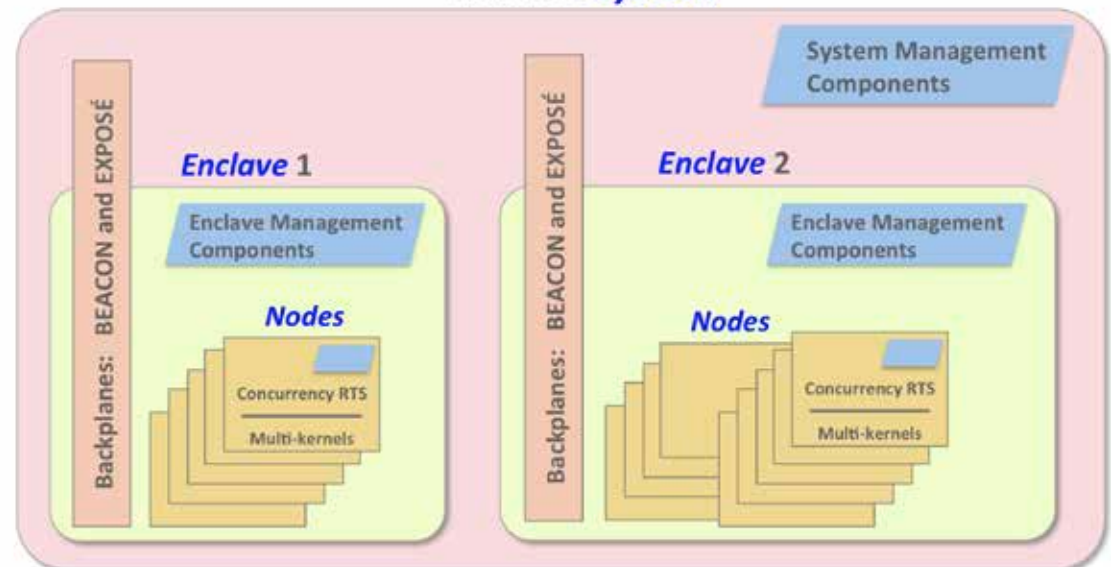 System Management
Components
Backplanes: BEACON and EXPOSÉ
Enclave 1
Enclave Management
Components
Nodes
Concurrency RTS
Multi-kernels
Backplanes: BEACON and EXPOSÉ
Enclave 2
Enclave Management
Components
Nodes
Concurrency RTS
Multi-kernels